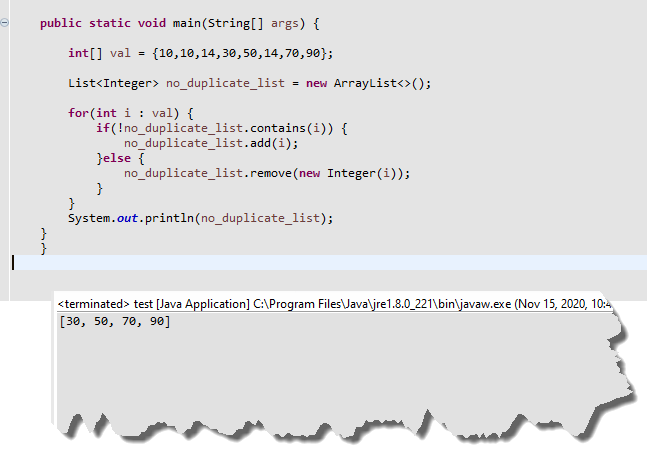 public static void main(String[] args) {
int[] val = {10,10,14,30,50,14,70,90};
List<Integer> no_duplicate_list = new ArrayList<>();
for(int i : val) {
if(!no_duplicate_list.contains(i)) {
no_duplicate_list.add(i);
}else {
no_duplicate_list.remove(new Integer(i));
}
}
System.out.println(no_duplicate_list);
}
}
<terminated> test [Java Application] C:\Program Files\Java\jre1.8.0_221\bin\javaw.exe (Nov 15, 2020, 10:4
[30, 50, 70, 90]